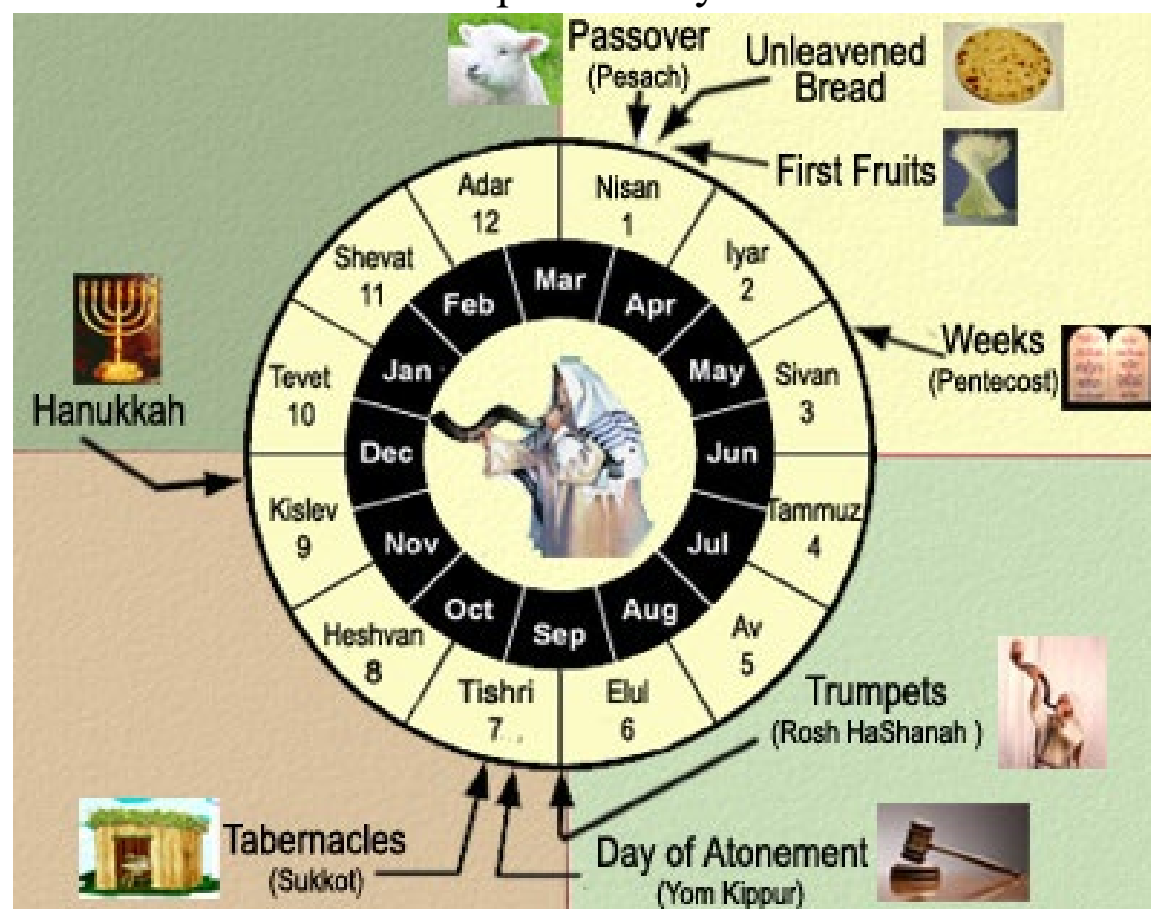 Passover
(Pesach)
Unleavened
Bread
First Fruits
Weeks
(Pentecost)
Trumpets
(Rosh HaShanah )
Day of Atonement
(Yom Kippur)
Tabernacles
(Sukkot)
Hanukkah
Nisan
1
Iyar
2
Sivan
3
Tammuz
4
Av
5
Elul
6
Tishri
7
Heshvan
8
Kislev
9
Tevet
10
Shevat
11
Adar
12
Mar
Apr
May
Jun
Jul
Aug
Sep
Oct
Nov
Dec
Jan
Feb